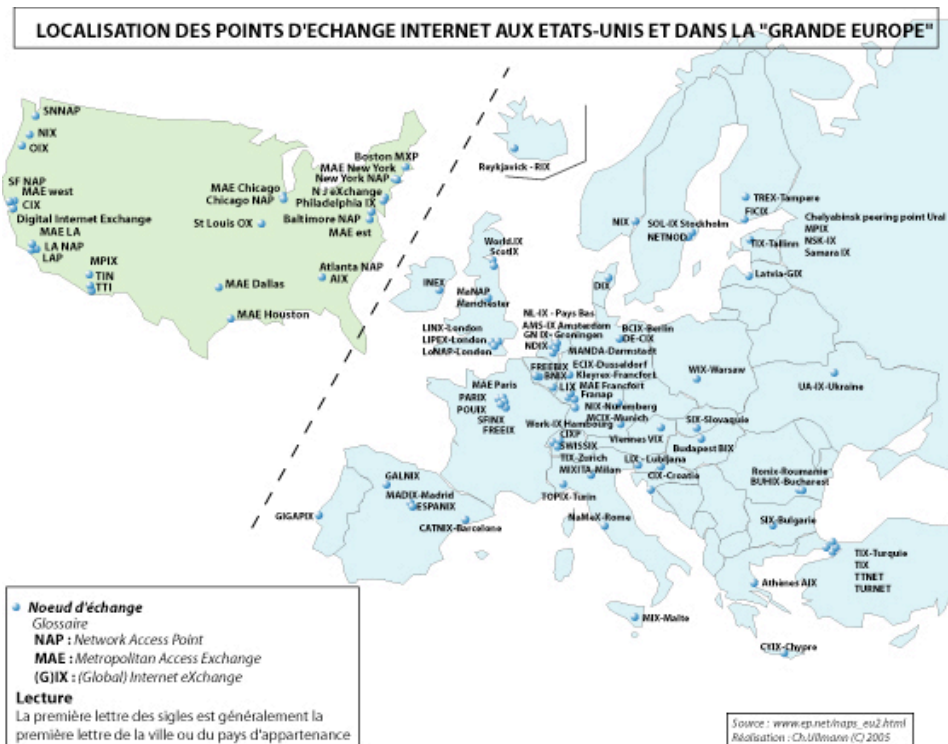 LOCALISATION DES POINTS D'ECHANGE INTERNET AUX ETATS-UNIS ET DANS LA "GRANDE EUROPE"
SNNAP
NIX
OIX
SF NAP
MAE west
CIX
Digital Internet Exchange
MAE LA
LA NAP
LAP
MPIX
TIN
TTI
MAE Chicago
Chicago NAP
St Louis OX
MAE Dallas
MAE Houston
Boston MXP
MAE New York
New York NAP
NJ eXchange
Philadelphia IX
Baltimore NAP
MAE est
Atlanta NAP
AIX
Reykjavick - RIX
NIX
SOL-IX Stockholm
NETNOD
TREX-Tampere
FICIX
TIX-Tallinn
Latvia-GIX
Chelyabinsk peering point Ural
MPIX
NSK-IX
Samara IX
World.IX
ScotIX
INEX
MaNAP
Manchester
LINX-London
LIPEX-London
LoNAP-London
DIX
NL-IX - Pays Bas
AMS-IX Amsterdam
GN IX- Groningen
NDIX
BCIX-Berlin
DE-CIX
MANDA-Darmstadt
ECIX-Dusseldorf
FREEBIX
BNIX
Kleyrex-Francfort
LIX
MAE Francfort
Franap
NIX-Nuremberg
MCIX-Munich
Work-IX Hambourg
CIXP
SWISSIX
TIX-Zurich
MIXITA-Milan
TOPIX-Turin
NaMeX-Rome
MAE Paris
PARIX
POUIX
SFINX
FREEIX
WIX-Warsaw
UA-IX-Ukraine
SIX-Slovaquie
Viennes VIX
Budapest BIX
LIX - Lubljana
CIX-Croatie
Ronix-Roumanie
BUHIX-Bucharest
SIX-Bulgarie
TIX-Turquie
TIX
TTNET
TURNET
Athènes AIX
MIX-Malte
CYIX-Chypre
GALNIX
MADIX-Madrid
ESPANIX
CATNIX-Barcelone
GIGAPIX
Noeud d'échange
Glossaire
NAP : Network Access Point
MAE : Metropolitan Access Exchange
(G)IX : (Global) Internet eXchange
Lecture
La première lettre des sigles est généralement la
première lettre de la ville ou du pays d'appartenance
Source : www.ep.net/naps_eu2.html
Réalisation : Ch.Ullmann (C) 2005